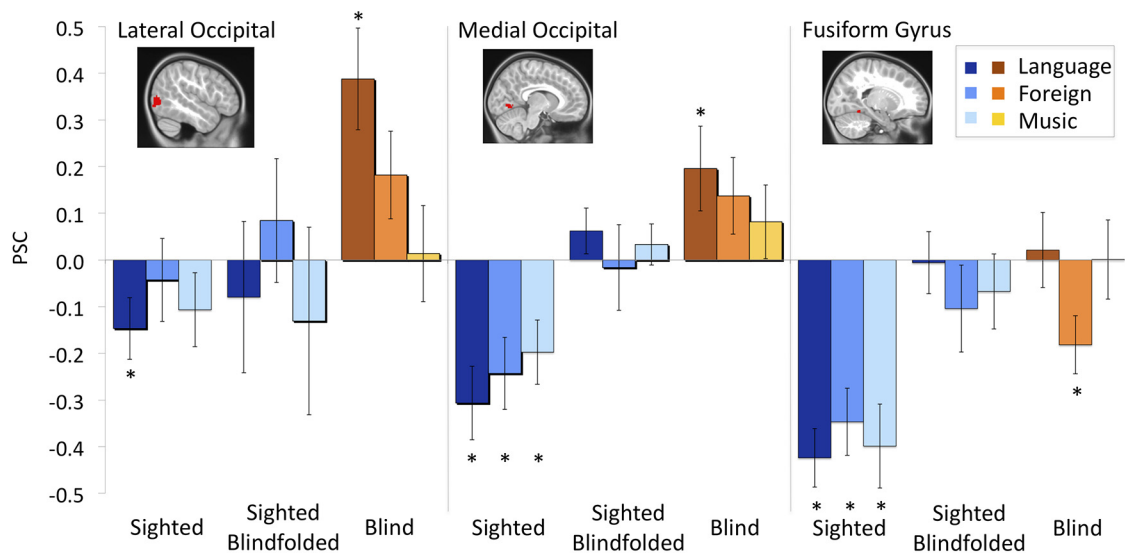 Lateral Occipital
Medial Occipital
Fusiform Gyrus
Language
Foreign
Music
PSC
0.5
0.4
0.3
0.2
0.1
0.0
-0.1
-0.2
-0.3
-0.4
-0.5
*
*
*
* * *
* * *
*
Sighted
Sighted
Blindfolded
Blind
Sighted
Sighted
Blindfolded
Blind
Sighted
Sighted
Blindfolded
Blind